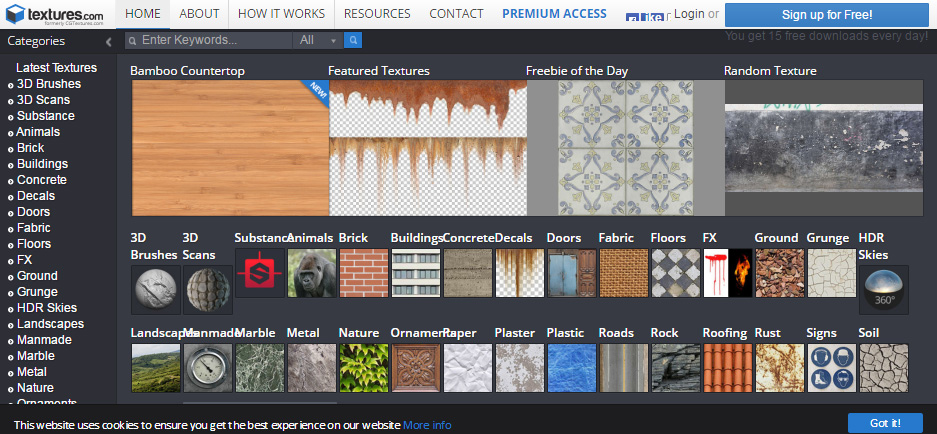 textures.com
formerly CGTextures.com
HOME ABOUT HOW IT WORKS RESOURCES CONTACT PREMIUM ACCESS Like Login or Sign up for Free!
You get 15 free downloads every day!
Categories
Enter Keywords... All
Latest Textures
3D Brushes
3D Scans
Substance
Animals
Brick
Buildings
Concrete
Decals
Doors
Fabric
Floors
FX
Ground
Grunge
HDR Skies
Landscapes
Manmade
Marble
Metal
Nature
Ornaments
Bamboo Countertop Featured Textures Freebie of the Day Random Texture
NEW!
3D Brushes 3D Scans Substance Animals Brick Buildings Concrete Decals Doors Fabric Floors FX Ground Grunge HDR Skies
360°
Landscapes Manmade Marble Metal Nature Ornaments Paper Plaster Plastic Roads Rock Roofing Rust Signs Soil
This website uses cookies to ensure you get the best experience on our website More info Got it!